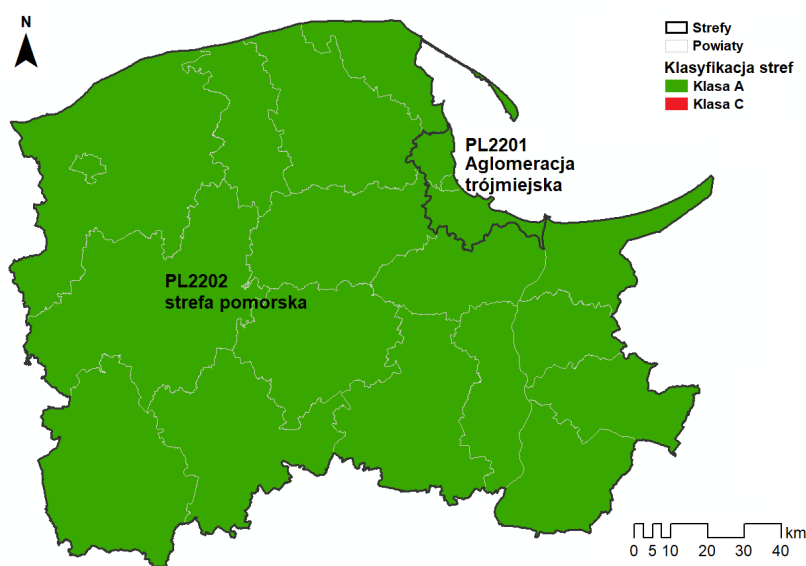 N
Strefy
Powiaty
Klasyfikacja stref
Klasa A
Klasa C
PL2201
Aglomeracja
trójmiejska
PL2202
strefa pomorska
km
0 5 10 20 30 40